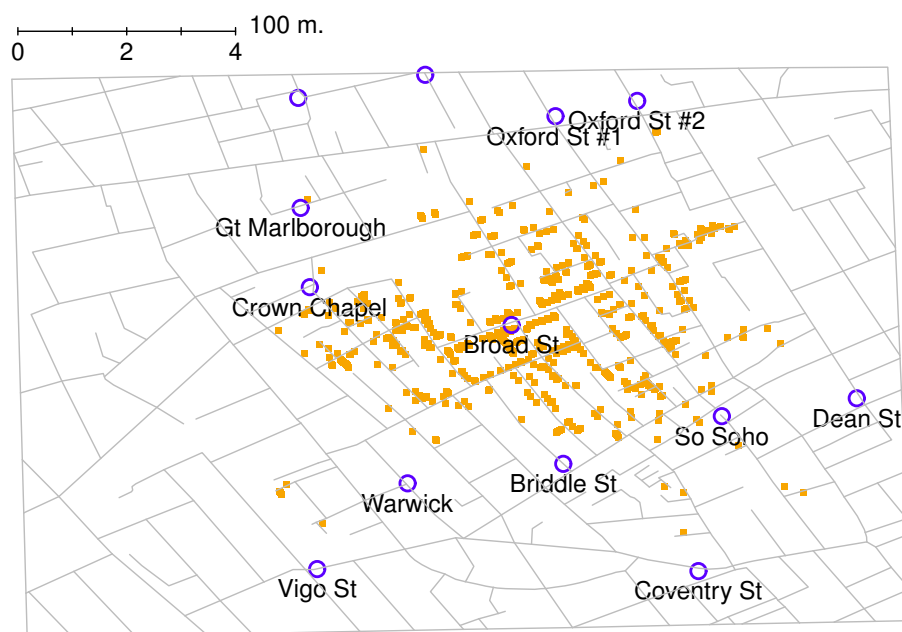 100 m.
0 2 4
Oxford St #2
Oxford St #1
Gt Marlborough
Crown Chapel
Broad St
Dean St
So Soho
Briddle St
Warwick
Vigo St
Coventry St